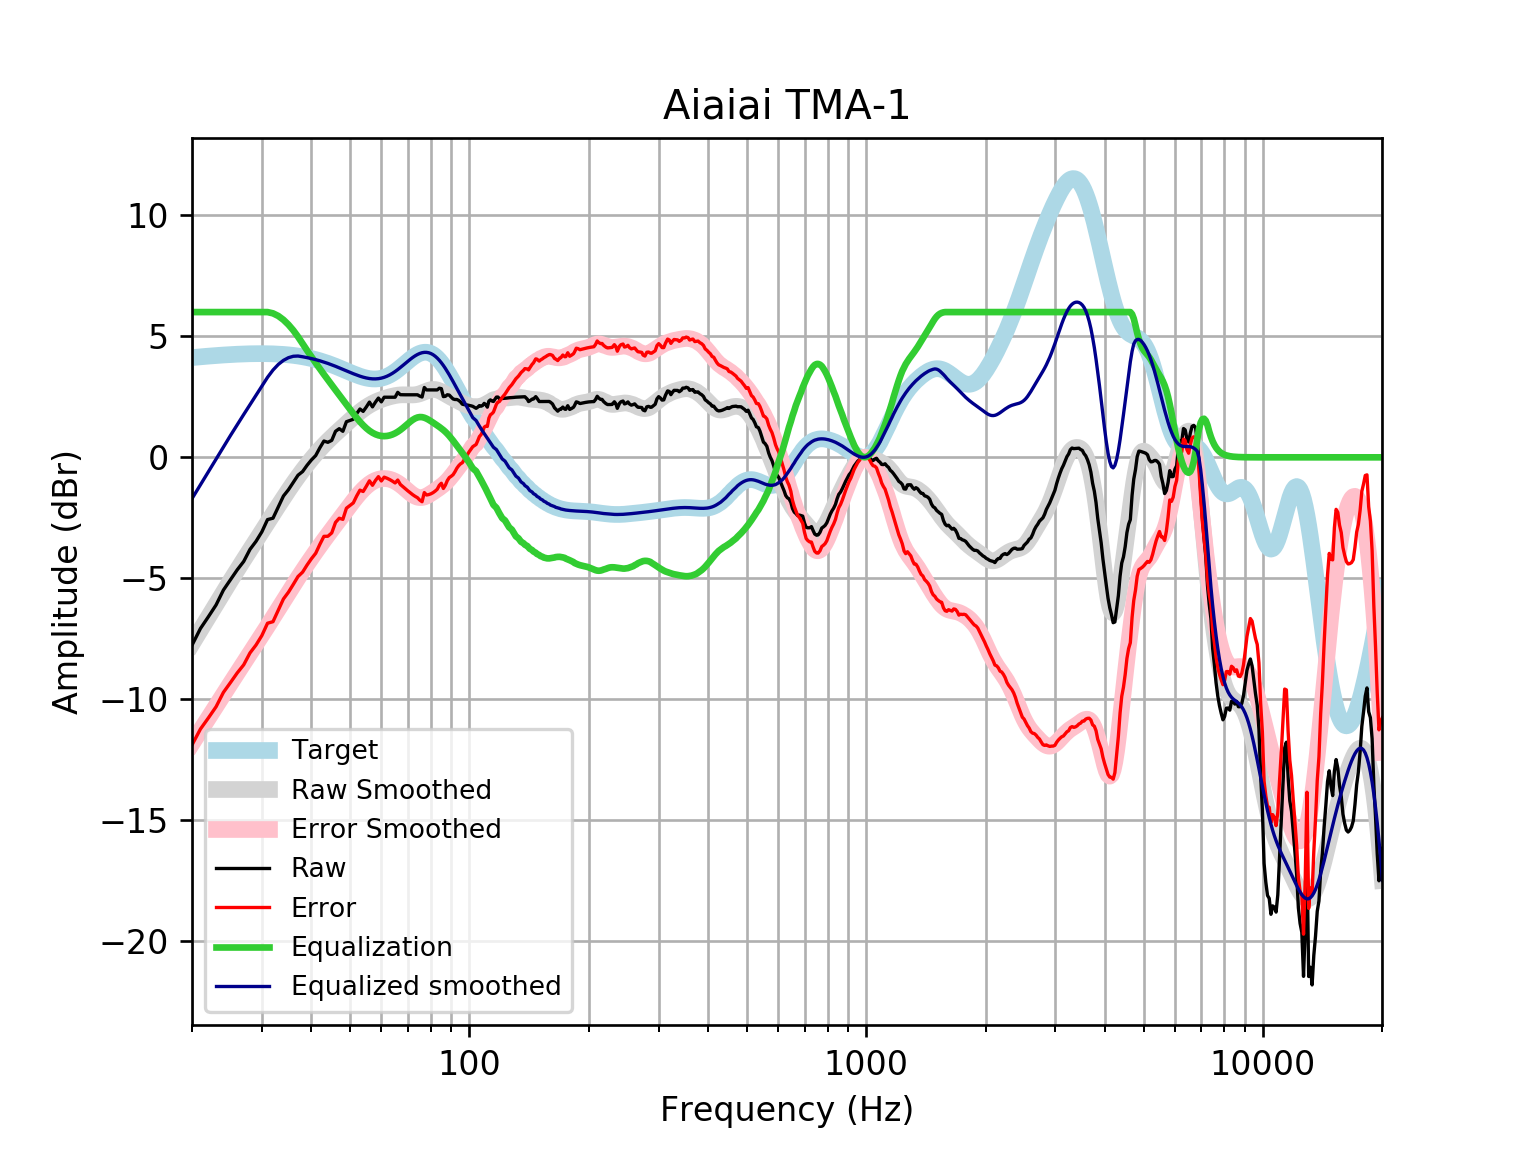 Aiaiai TMA-1
Amplitude (dBr)
10
5
0
−5
−10
−15
−20
Target
Raw Smoothed
Error Smoothed
Raw
Error
Equalization
Equalized smoothed
100
1000
10000
Frequency (Hz)